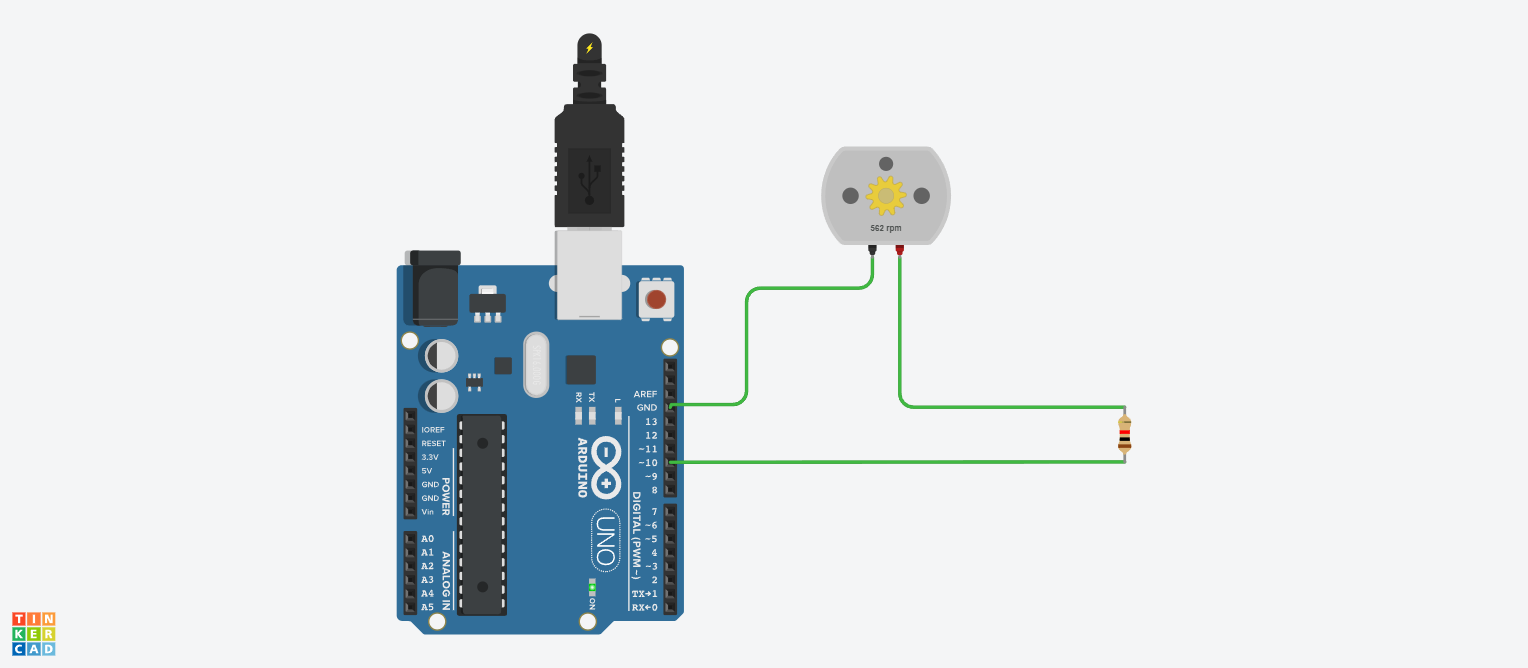 562 rpm
AREF
GND
13
12
~11
~10
~9
8
7
~6
~5
4
~3
2
TX→1
RX←0
DIGITAL (PWM~)
IOREF
RESET
3.3V
5V
GND
GND
Vin
POWER
A0
A1
A2
A3
A4
A5
ANALOG IN
RX
TX
L
ARDUINO
UNO
ON
TIN
KER
CAD